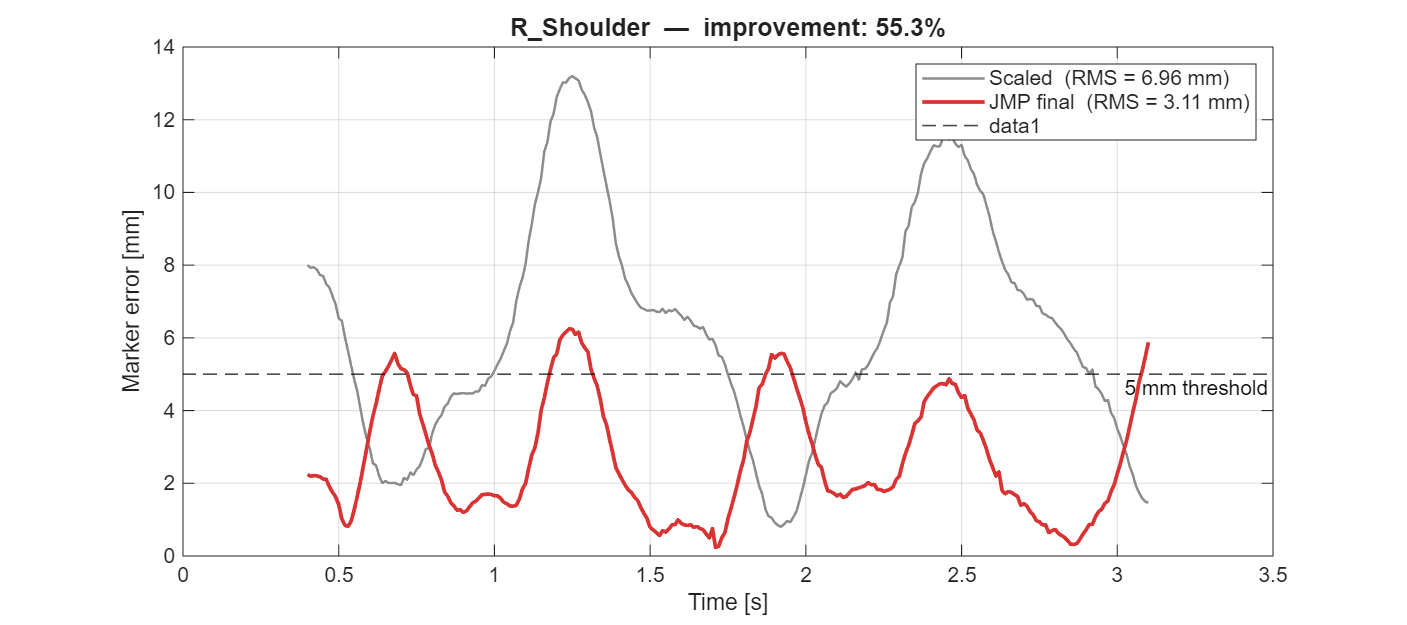 R_Shoulder — improvement: 55.3%
14
12
10
8
6
4
2
0
Marker error [mm]
Scaled (RMS = 6.96 mm)
JMP final (RMS = 3.11 mm)
data1
5 mm threshold
0 0.5 1 1.5 2 2.5 3 3.5
Time [s]